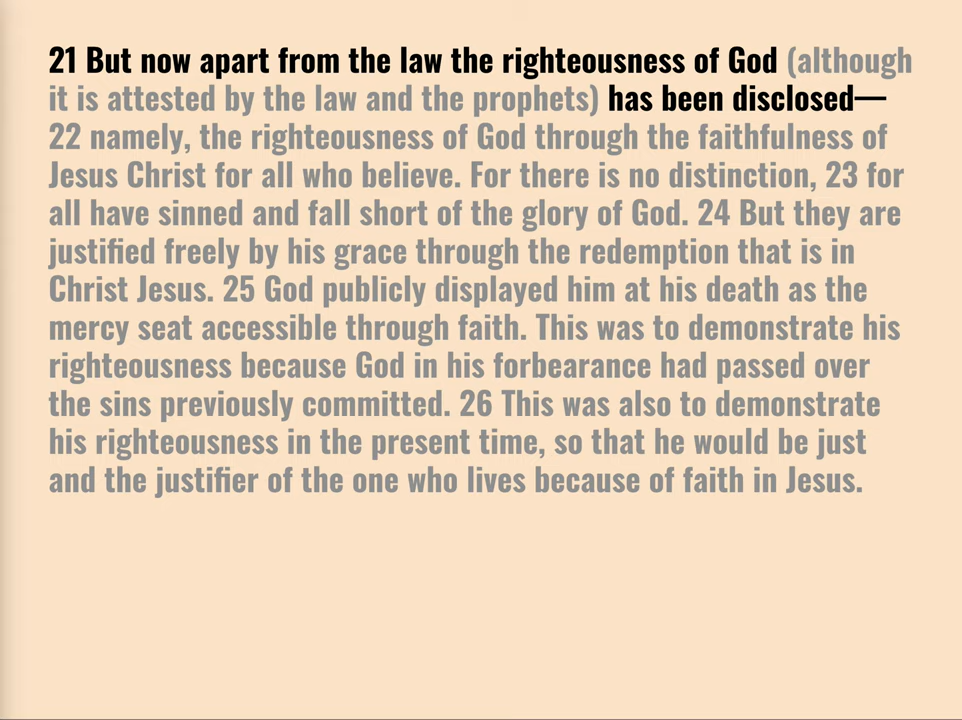 21 But now apart from the law the righteousness of God (although
it is attested by the law and the prophets) has been disclosed—
22 namely, the righteousness of God through the faithfulness of
Jesus Christ for all who believe. For there is no distinction, 23 for
all have sinned and fall short of the glory of God. 24 But they are
justified freely by his grace through the redemption that is in
Christ Jesus. 25 God publicly displayed him at his death as the
mercy seat accessible through faith. This was to demonstrate his
righteousness because God in his forbearance had passed over
the sins previously committed. 26 This was also to demonstrate
his righteousness in the present time, so that he would be just
and the justifier of the one who lives because of faith in Jesus.